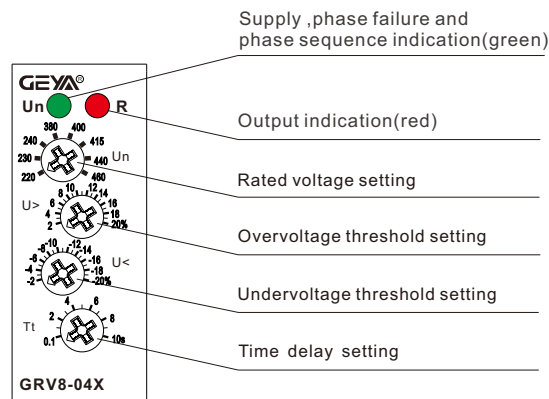 Supply ,phase failure and
phase sequence indication(green)
GEYA®
Un R
Output indication(red)
380 400
240 415
230 440 Un
220 460
Rated voltage setting
U> 2 4 6 8 10 12 14 16 18 20%
Overvoltage threshold setting
U< -2 -4 -6 -8 -10 -12 -14 -16 -18 -20%
Undervoltage threshold setting
Tt 0.1 2 4 6 8 10s
Time delay setting
GRV8-04X